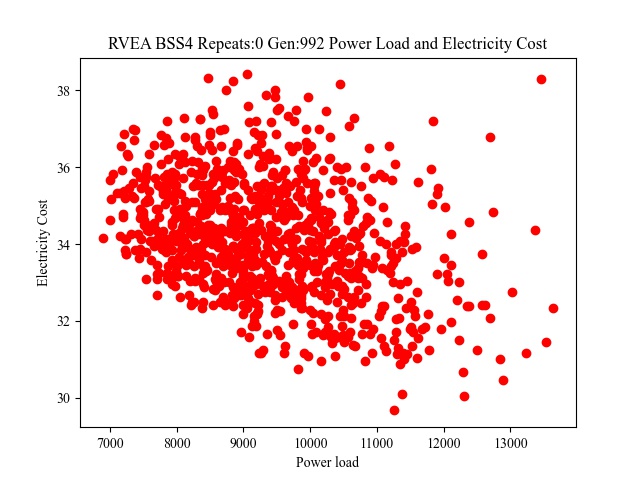 RVEA BSS4 Repeats:0 Gen:992 Power Load and Electricity Cost
38
36
34
32
30
Electricity Cost
7000 8000 9000 10000 11000 12000 13000
Power load